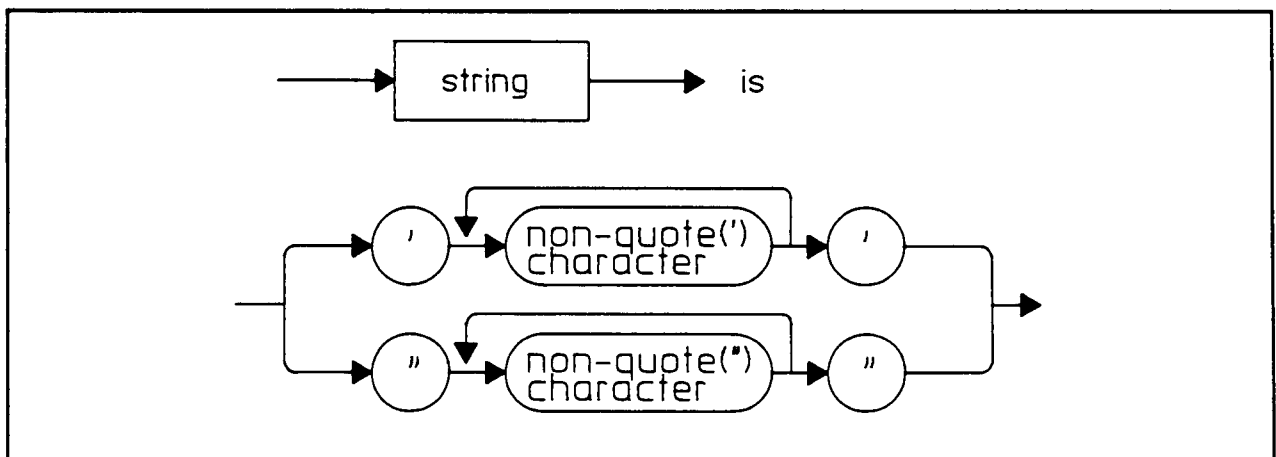 string is
' non-quote(') character '
" non-quote(") character "